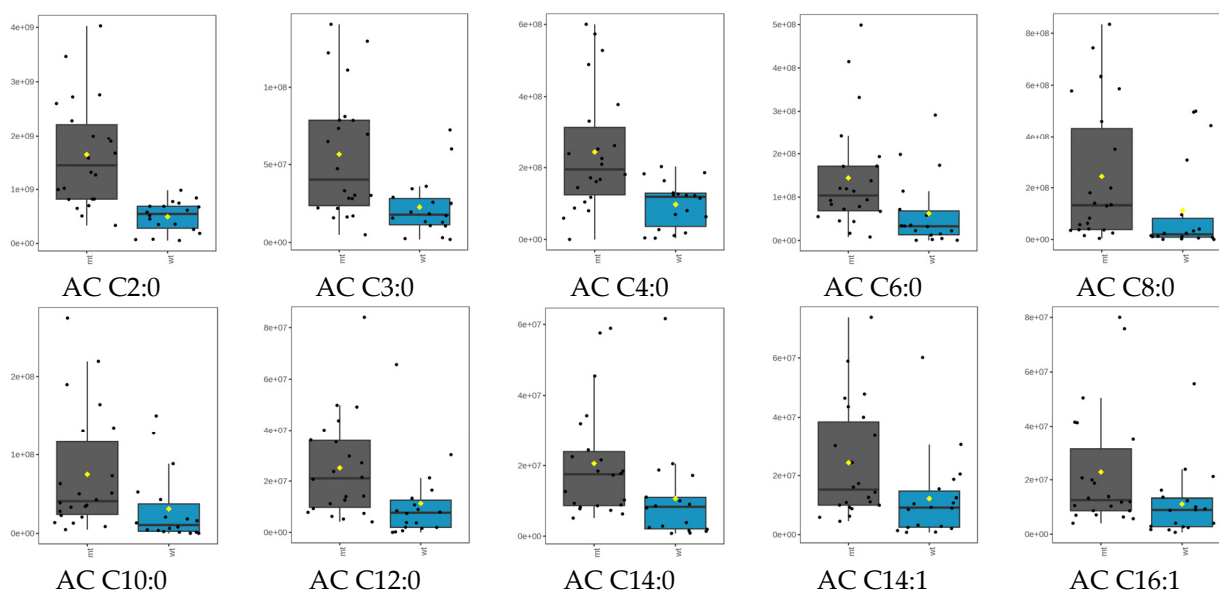 4e+09
3e+09
2e+09
1e+09
0e+00
mt
wt
AC C2:0
1e+08
5e+07
0e+00
mt
wt
AC C3:0
6e+08
4e+08
2e+08
0e+00
mt
wt
AC C4:0
5e+08
4e+08
3e+08
2e+08
1e+08
0e+00
mt
wt
AC C6:0
8e+08
6e+08
4e+08
2e+08
0e+00
mt
wt
AC C8:0
2e+08
1e+08
0e+00
mt
wt
AC C10:0
8e+07
6e+07
4e+07
2e+07
0e+00
mt
wt
AC C12:0
6e+07
4e+07
2e+07
0e+00
mt
wt
AC C14:0
6e+07
4e+07
2e+07
0e+00
mt
wt
AC C14:1
8e+07
6e+07
4e+07
2e+07
0e+00
mt
wt
AC C16:1